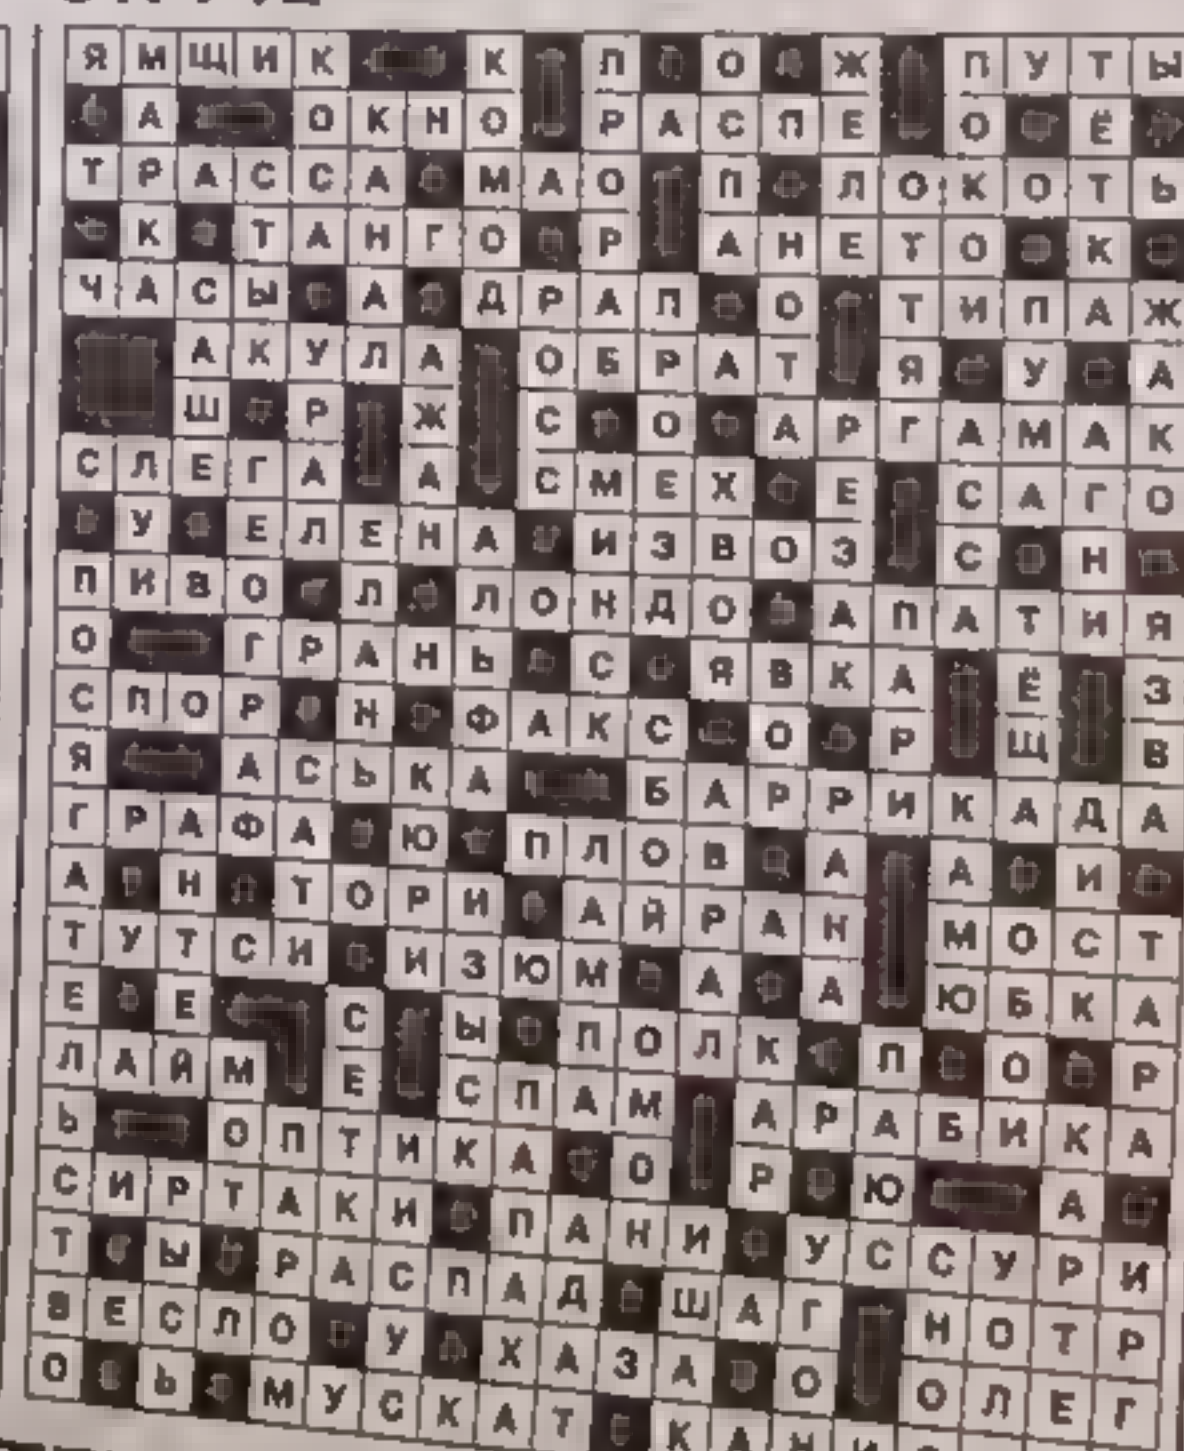 ЯМЩИК К Л О Ж ПУТЫ
А ОКНО РАСПЕ О Ё
ТРАССА МАО П ЛОКОТЬ
К ТАНГО Р АНЕТО К
ЧАСЫ А ДРАЛ О ТИПАЖ
АКУЛА ОБРАТ Я У А
Ш Р Ж С О АРГАМАК
СЛЕГА А СМЕХ Е САГО
У ЕЛЕНА ИЗВОЗ С Н
ПИВО Л ЛОНДО АПАТИЯ
О ГРАНЬ С ЯВКА Ё З
СПОР Н ФАКС О Р Щ В
Я АСЬКА БАРРИКАДА
ГРАФА Ю ПЛОВ А А И
А Н ТОРИ АЙРАН МОСТ
ТУТСИ ИЗЮМ А А ЮБКА
Е Е С Ы ПОЛК П О Р
ЛАЙМ Е СПАМ АРАБИКА
Ь ОПТИКА О Р Ю А
СИРТАКИ ПАНИ УССУРИ
Т Ы РАСПАД ШАГ НОТР
ВЕСЛО У ХАЗА О ОЛЕГ
О Ь МУСКАТ